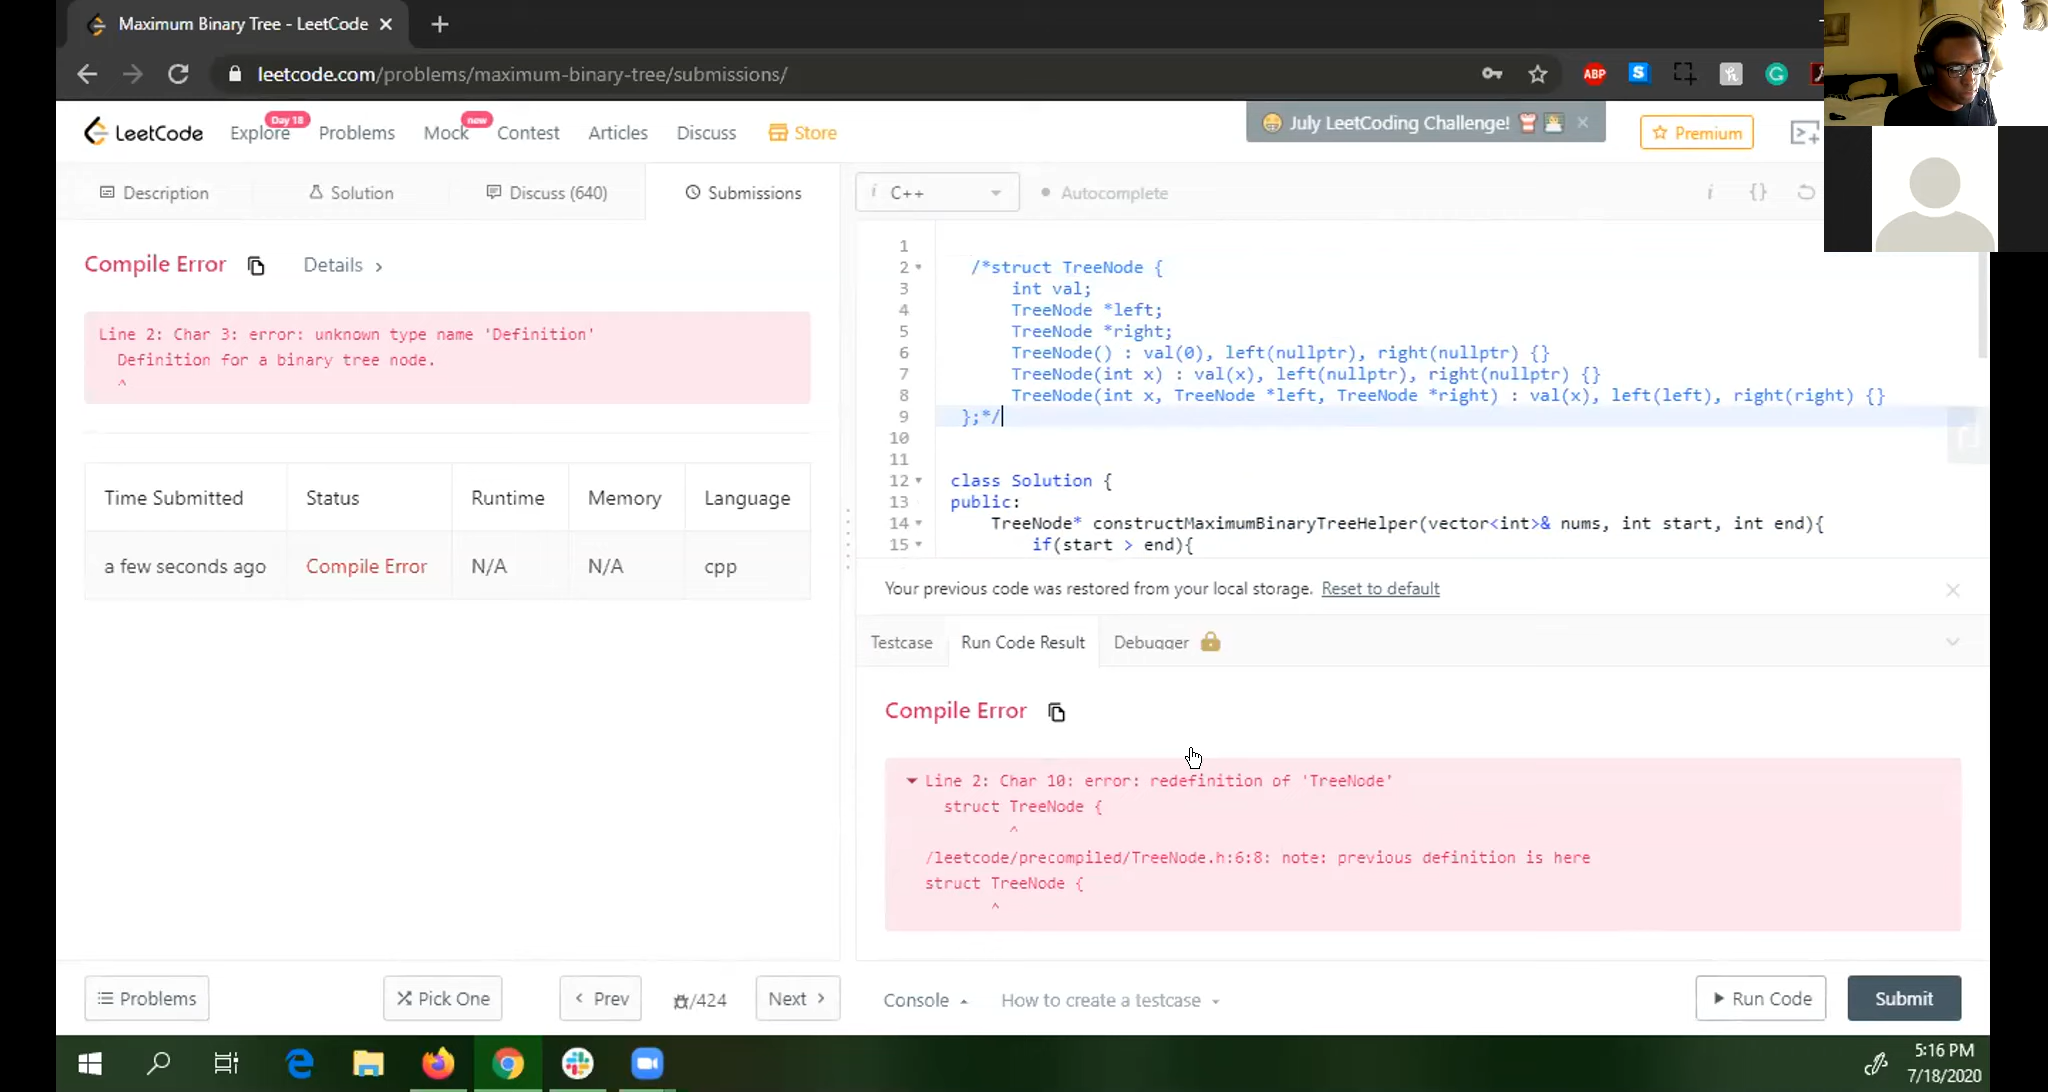 Maximum Binary Tree - LeetCode
leetcode.com/problems/maximum-binary-tree/submissions/
ABP
S
LeetCode
Explore
Day 18
Problems
Mock
new
Contest
Articles
Discuss
Store
July LeetCoding Challenge!
Premium
Description
Solution
Discuss (640)
Submissions
i C++
Autocomplete
i {}
Compile Error
Details >
Line 2: Char 3: error: unknown type name 'Definition'
Definition for a binary tree node.
^
Time Submitted Status Runtime Memory Language
a few seconds ago Compile Error N/A N/A cpp
1
2 /*struct TreeNode {
3 int val;
4 TreeNode *left;
5 TreeNode *right;
6 TreeNode() : val(0), left(nullptr), right(nullptr) {}
7 TreeNode(int x) : val(x), left(nullptr), right(nullptr) {}
8 TreeNode(int x, TreeNode *left, TreeNode *right) : val(x), left(left), right(right) {}
9 };*/
10
11
12 class Solution {
13 public:
14 TreeNode* constructMaximumBinaryTreeHelper(vector<int>& nums, int start, int end){
15 if(start > end){
Your previous code was restored from your local storage. Reset to default
Testcase Run Code Result Debugger
Compile Error
Line 2: Char 10: error: redefinition of 'TreeNode'
struct TreeNode {
^
/leetcode/precompiled/TreeNode.h:6:8: note: previous definition is here
struct TreeNode {
^
Problems
Pick One
< Prev
/424
Next >
Console
How to create a testcase
Run Code
Submit
5:16 PM
7/18/2020